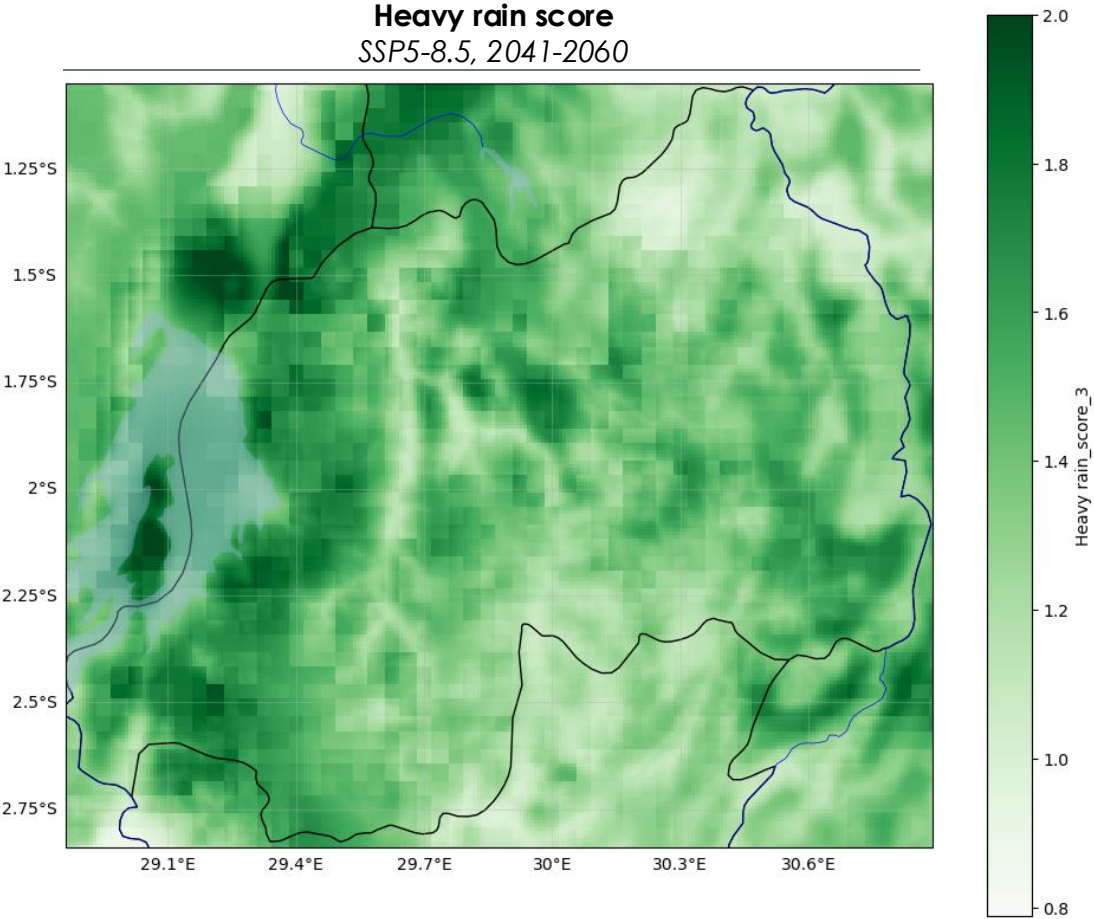 Heavy rain score
SSP5-8.5, 2041-2060
1.25°S
1.5°S
1.75°S
2°S
2.25°S
2.5°S
2.75°S
29.1°E 29.4°E 29.7°E 30°E 30.3°E 30.6°E
2.0
1.8
1.6
1.4
1.2
1.0
0.8
Heavy rain_score_3